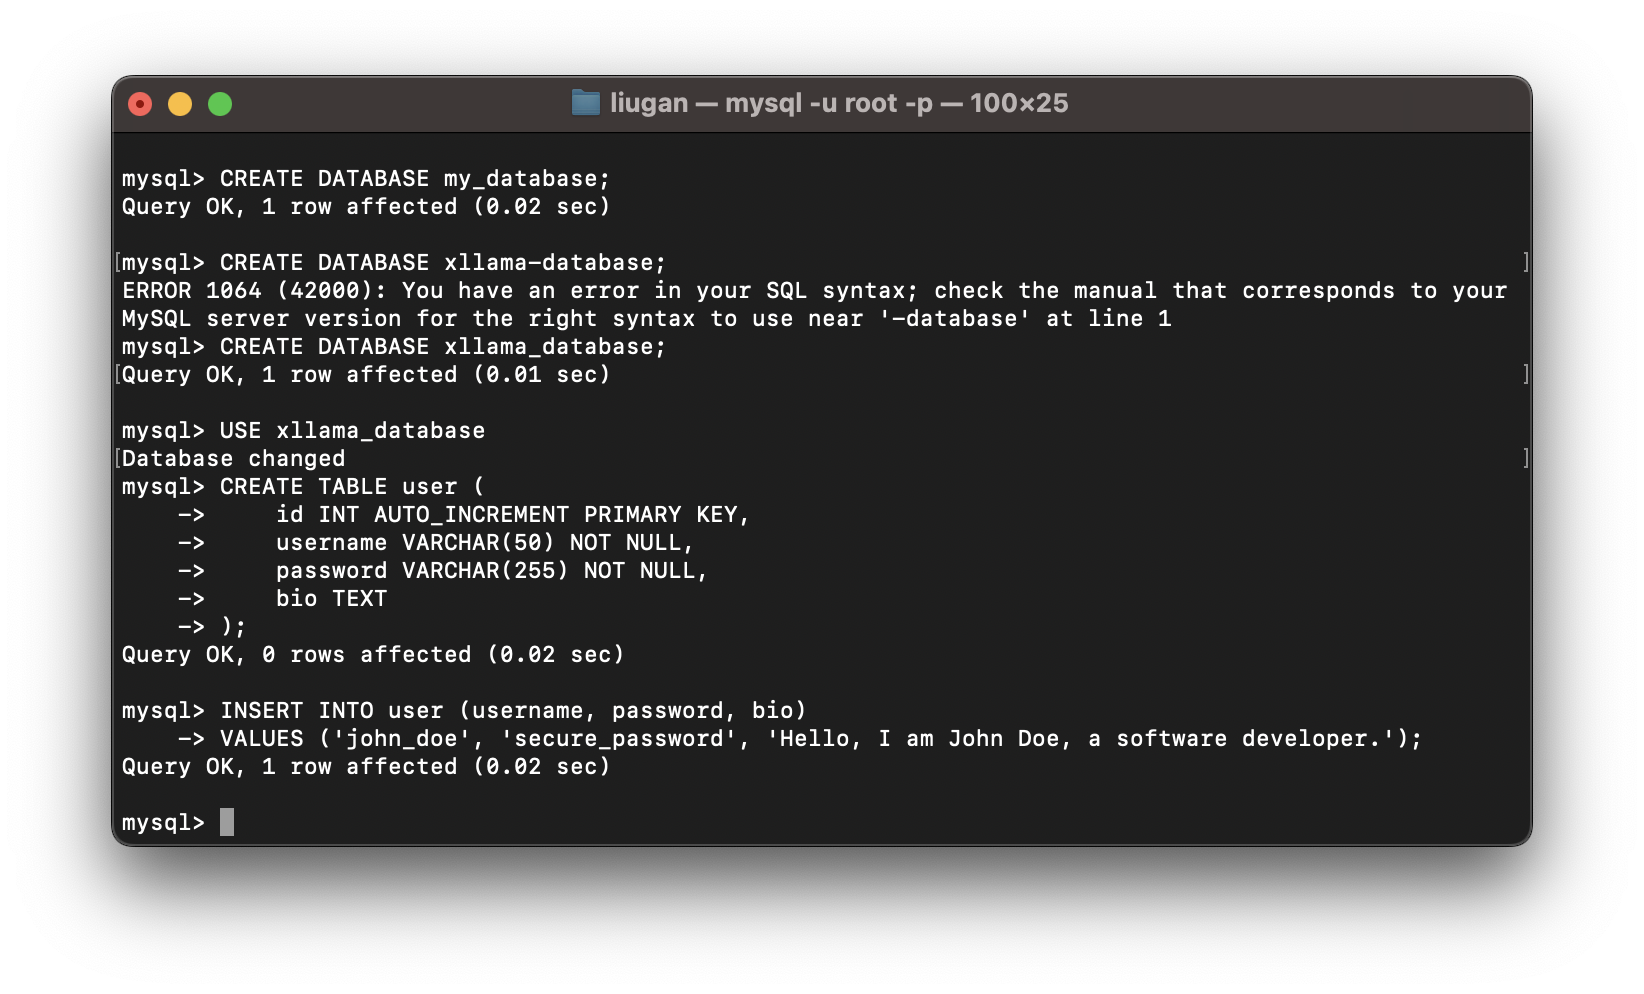 liugan — mysql -u root -p — 100×25
mysql> CREATE DATABASE my_database;
Query OK, 1 row affected (0.02 sec)
[mysql> CREATE DATABASE xllama-database; ]
ERROR 1064 (42000): You have an error in your SQL syntax; check the manual that corresponds to your
MySQL server version for the right syntax to use near '-database' at line 1
mysql> CREATE DATABASE xllama_database;
[Query OK, 1 row affected (0.01 sec) ]
mysql> USE xllama_database
[Database changed ]
mysql> CREATE TABLE user (
    ->     id INT AUTO_INCREMENT PRIMARY KEY,
    ->     username VARCHAR(50) NOT NULL,
    ->     password VARCHAR(255) NOT NULL,
    ->     bio TEXT
    -> );
Query OK, 0 rows affected (0.02 sec)
mysql> INSERT INTO user (username, password, bio)
    -> VALUES ('john_doe', 'secure_password', 'Hello, I am John Doe, a software developer.');
Query OK, 1 row affected (0.02 sec)
mysql>